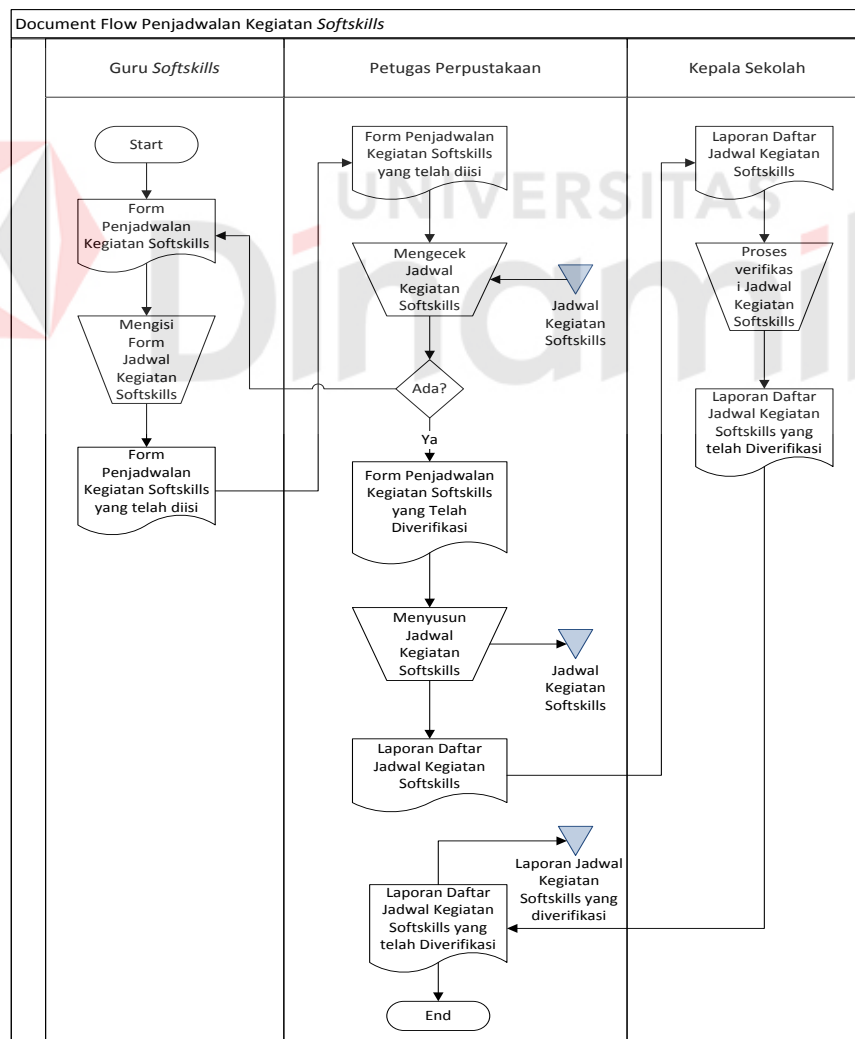 Document Flow Penjadwalan Kegiatan Softskills
Guru Softskills
Petugas Perpustakaan
Kepala Sekolah
Start
Form
Penjadwalan
Kegiatan Softskills
Mengisi
Form
Jadwal
Kegiatan
Softskills
Form
Penjadwalan
Kegiatan Softskills
yang telah diisi
Form Penjadwalan
Kegiatan Softskills
yang telah diisi
Mengecek
Jadwal
Kegiatan
Softskills
Jadwal
Kegiatan
Softskills
Ada?
Ya
Form Penjadwalan
Kegiatan Softskills
yang Telah
Diverifikasi
Menyusun
Jadwal
Kegiatan
Softskills
Jadwal
Kegiatan
Softskills
Laporan Daftar
Jadwal Kegiatan
Softskills
Laporan Jadwal
Kegiatan
Softskills yang
diverifikasi
Laporan Daftar
Jadwal Kegiatan
Softskills yang
telah Diverifikasi
End
Laporan Daftar
Jadwal Kegiatan
Softskills
Proses
verifikas
i Jadwal
Kegiatan
Softskills
Laporan Daftar
Jadwal Kegiatan
Softskills yang
telah Diverifikasi
UNIVERSITAS